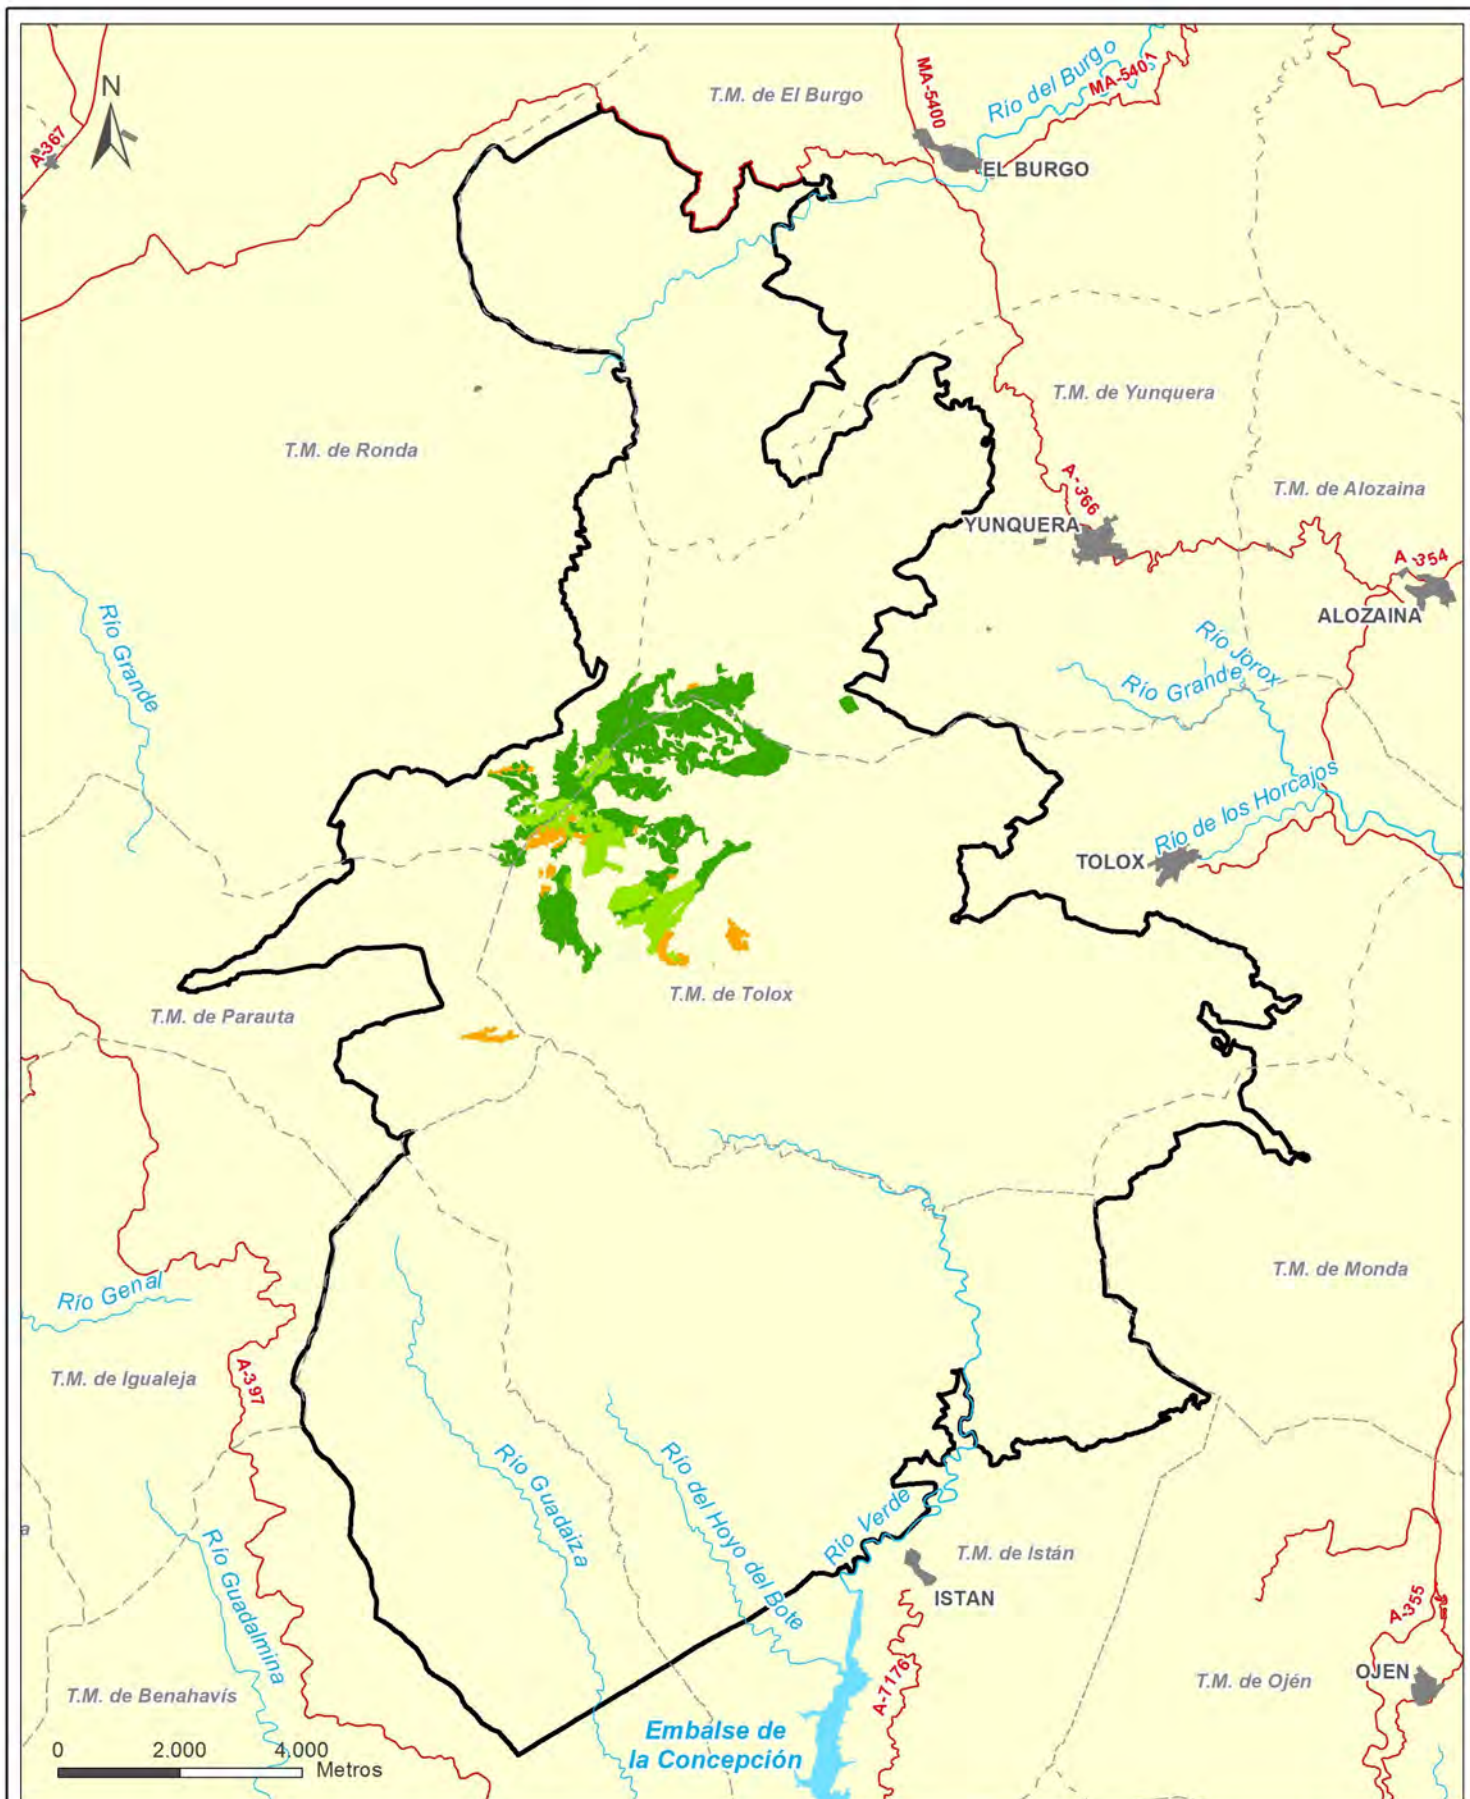 N
T.M. de El Burgo
MA-5400
Río del Burgo
MA-5401
A-367
EL BURGO
T.M. de Yunquera
T.M. de Ronda
A-366
T.M. de Alozaina
YUNQUERA
A-354
ALOZAINA
Río Grande
Río Jorox
Río Grande
Río de los Horcajos
TOLOX
T.M. de Tolox
T.M. de Parauta
T.M. de Monda
Río Genal
T.M. de Igualeja
A-397
Río Guadaiza
Río del Hoyo del Bote
Río Verde
a
Río Guadalmina
T.M. de Istán
ISTAN
A-355
A-7176
OJEN
T.M. de Ojén
T.M. de Benahavís
Embalse de
la Concepción
0 2.000 4.000
Metros